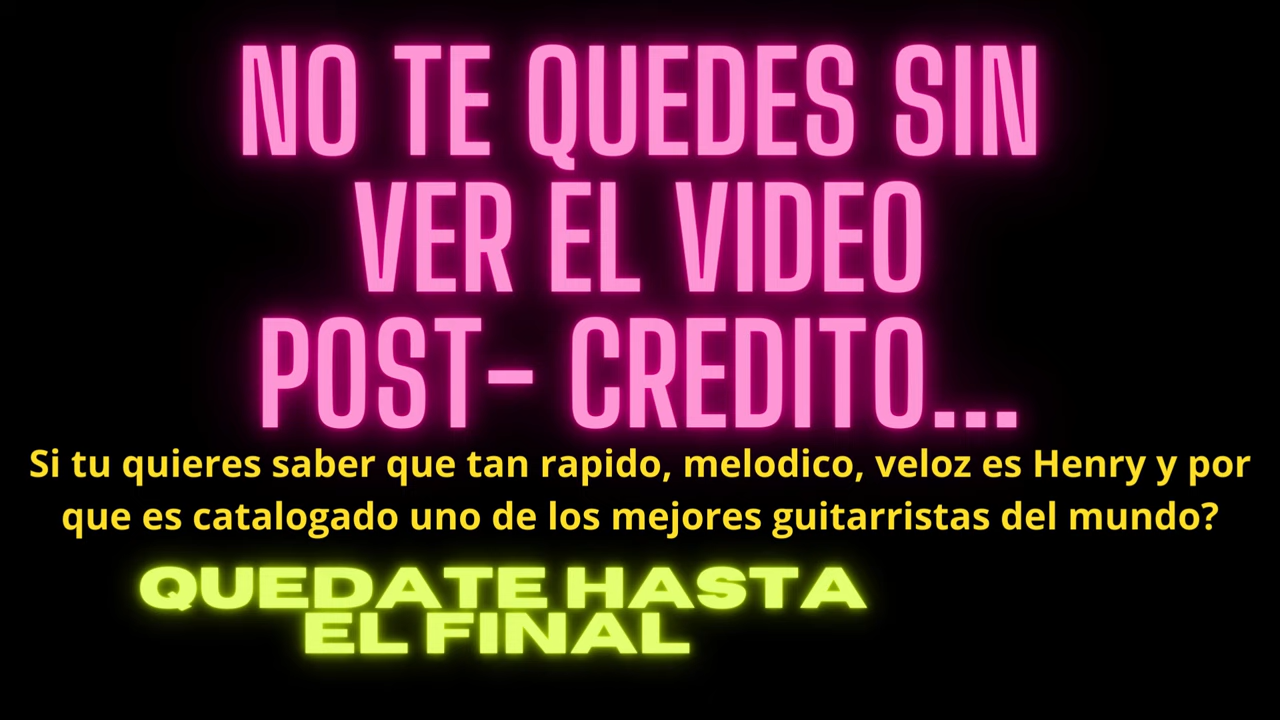 NO TE QUEDES SIN
VER EL VIDEO
POST- CREDITO...
Si tu quieres saber que tan rapido, melodico, veloz es Henry y por
que es catalogado uno de los mejores guitarristas del mundo?
QUEDATE HASTA
EL FINAL